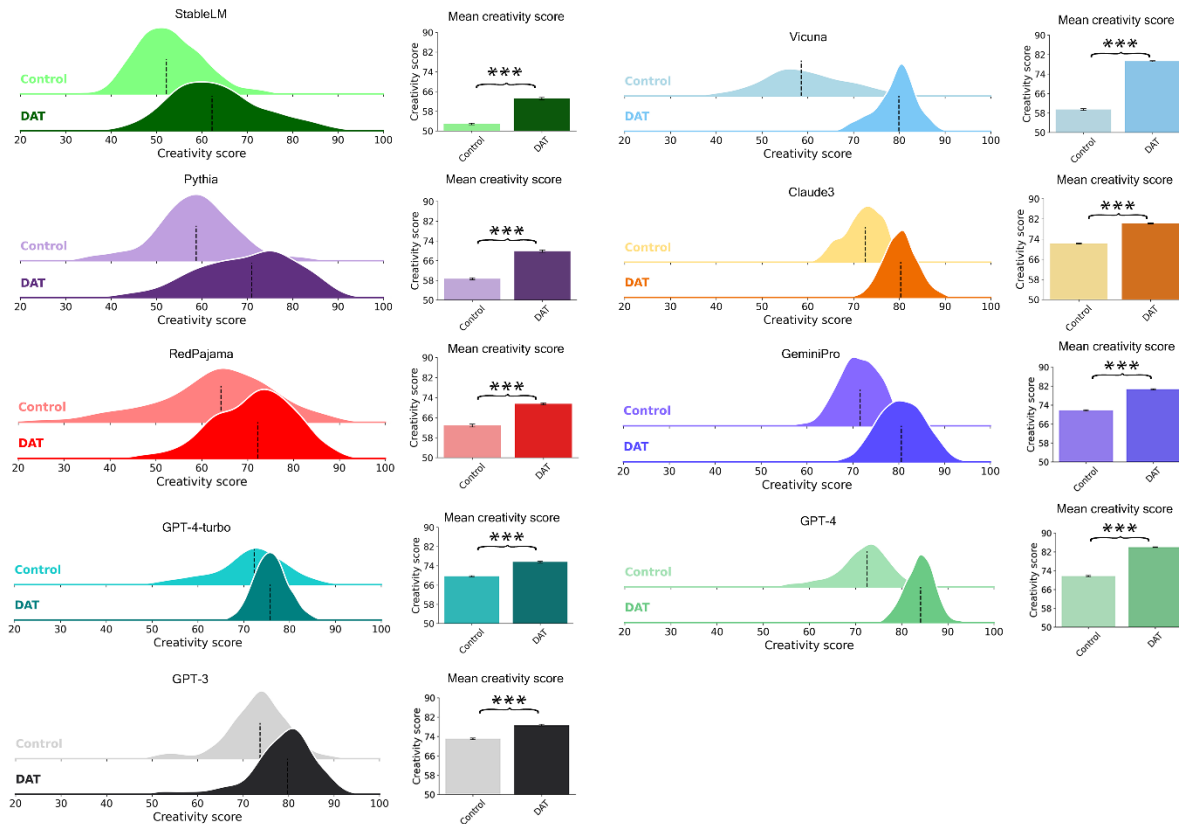 StableLM
Control
DAT
20 30 40 50 60 70 80 90 100
Creativity score
Mean creativity score
Creativity score
90
82
74
66
58
50
***
Control DAT
Vicuna
Control
DAT
20 30 40 50 60 70 80 90 100
Creativity score
Mean creativity score
Creativity score
90
82
74
66
58
50
***
Control DAT
Pythia
Control
DAT
20 30 40 50 60 70 80 90 100
Creativity score
Mean creativity score
Creativity score
90
82
74
66
58
50
***
Control DAT
Claude3
Control
DAT
20 30 40 50 60 70 80 90 100
Creativity score
Mean creativity score
Creativity score
90
82
74
66
58
50
***
Control DAT
RedPajama
Control
DAT
20 30 40 50 60 70 80 90 100
Creativity score
Mean creativity score
Creativity score
90
82
74
66
58
50
***
Control DAT
GeminiPro
Control
DAT
20 30 40 50 60 70 80 90 100
Creativity score
Mean creativity score
Creativity score
90
82
74
66
58
50
***
Control DAT
GPT-4-turbo
Control
DAT
20 30 40 50 60 70 80 90 100
Creativity score
Mean creativity score
Creativity score
90
82
74
66
58
50
***
Control DAT
GPT-4
Control
DAT
20 30 40 50 60 70 80 90 100
Creativity score
Mean creativity score
Creativity score
90
82
74
66
58
50
***
Control DAT
GPT-3
Control
DAT
20 30 40 50 60 70 80 90 100
Creativity score
Mean creativity score
Creativity score
90
82
74
66
58
50
***
Control DAT